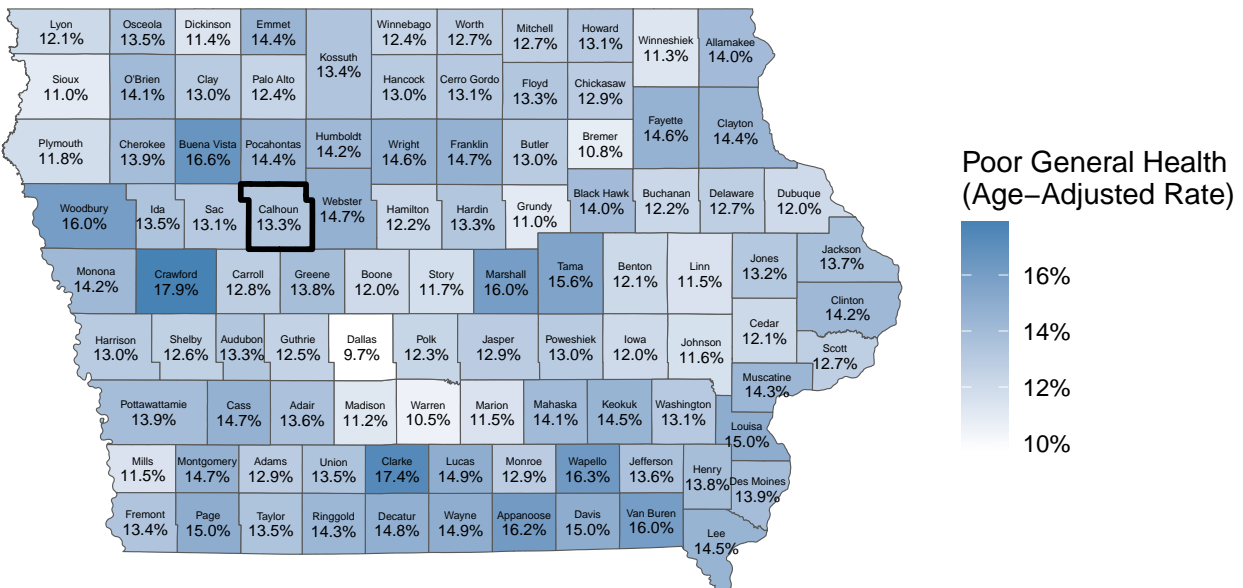 Lyon
12.1%
Osceola
13.5%
Dickinson
11.4%
Emmet
14.4%
Kossuth
13.4%
Winnebago
12.4%
Worth
12.7%
Mitchell
12.7%
Howard
13.1%
Winneshiek
11.3%
Allamakee
14.0%
Sioux
11.0%
O'Brien
14.1%
Clay
13.0%
Palo Alto
12.4%
Hancock
13.0%
Cerro Gordo
13.1%
Floyd
13.3%
Chickasaw
12.9%
Fayette
14.6%
Clayton
14.4%
Plymouth
11.8%
Cherokee
13.9%
Buena Vista
16.6%
Pocahontas
14.4%
Humboldt
14.2%
Wright
14.6%
Franklin
14.7%
Butler
13.0%
Bremer
10.8%
Woodbury
16.0%
Ida
13.5%
Sac
13.1%
Calhoun
13.3%
Webster
14.7%
Hamilton
12.2%
Hardin
13.3%
Grundy
11.0%
Black Hawk
14.0%
Buchanan
12.2%
Delaware
12.7%
Dubuque
12.0%
Monona
14.2%
Crawford
17.9%
Carroll
12.8%
Greene
13.8%
Boone
12.0%
Story
11.7%
Marshall
16.0%
Tama
15.6%
Benton
12.1%
Linn
11.5%
Jones
13.2%
Jackson
13.7%
Clinton
14.2%
Harrison
13.0%
Shelby
12.6%
Audubon
13.3%
Guthrie
12.5%
Dallas
9.7%
Polk
12.3%
Jasper
12.9%
Poweshiek
13.0%
Iowa
12.0%
Johnson
11.6%
Cedar
12.1%
Scott
12.7%
Muscatine
14.3%
Pottawattamie
13.9%
Cass
14.7%
Adair
13.6%
Madison
11.2%
Warren
10.5%
Marion
11.5%
Mahaska
14.1%
Keokuk
14.5%
Washington
13.1%
Louisa
15.0%
Mills
11.5%
Montgomery
14.7%
Adams
12.9%
Union
13.5%
Clarke
17.4%
Lucas
14.9%
Monroe
12.9%
Wapello
16.3%
Jefferson
13.6%
Henry
13.8%
Des Moines
13.9%
Fremont
13.4%
Page
15.0%
Taylor
13.5%
Ringgold
14.3%
Decatur
14.8%
Wayne
14.9%
Appanoose
16.2%
Davis
15.0%
Van Buren
16.0%
Lee
14.5%
Poor General Health
(Age−Adjusted Rate)
16%
14%
12%
10%